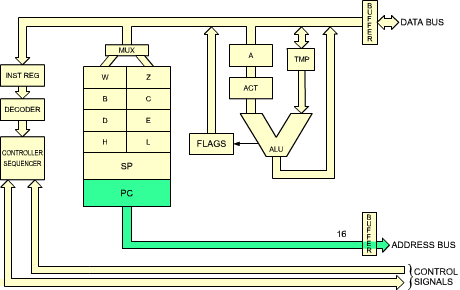 BUFFER
DATA BUS
MUX
INST REG
W Z
A
TMP
B C
ACT
DECODER
D E
CONTROLLER
SEQUENCER
H L
FLAGS
ALU
SP
PC
16
BUFFER
ADDRESS BUS
CONTROL
SIGNALS